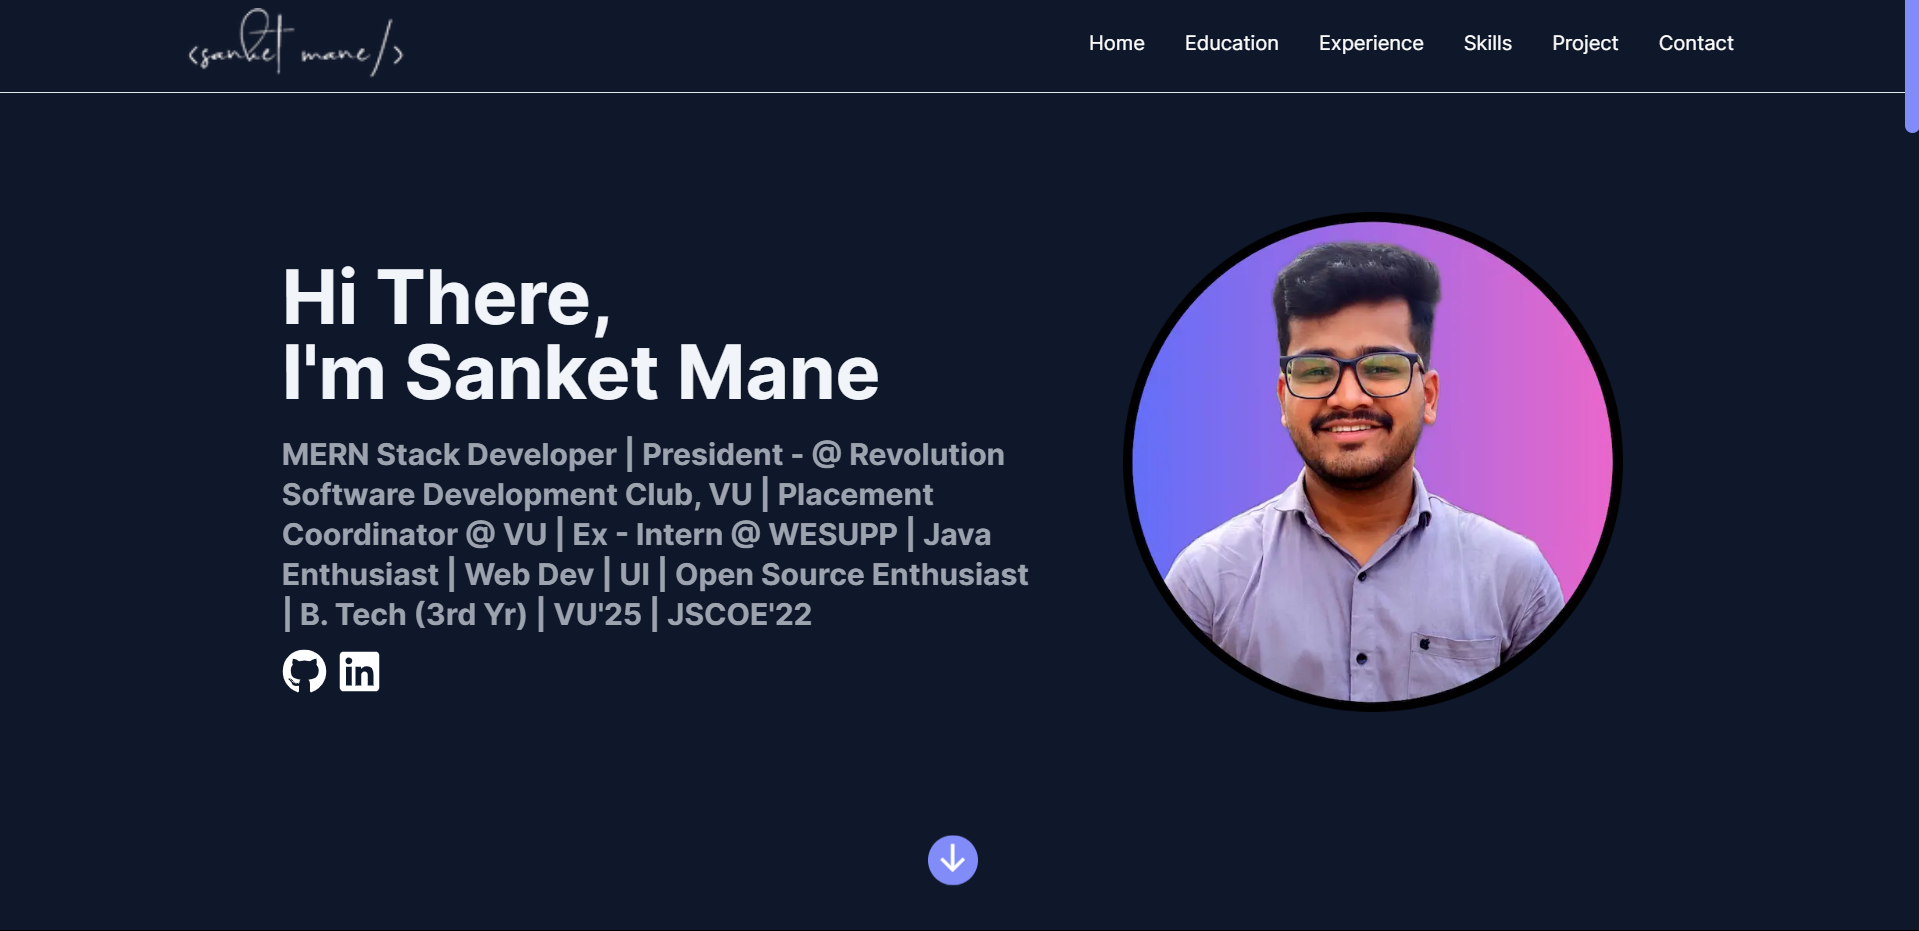 <sanket mane/>
Home Education Experience Skills Project Contact
Hi There,
I'm Sanket Mane
MERN Stack Developer | President - @ Revolution
Software Development Club, VU | Placement
Coordinator @ VU | Ex - Intern @ WESUPP | Java
Enthusiast | Web Dev | UI | Open Source Enthusiast
| B. Tech (3rd Yr) | VU'25 | JSCOE'22
in